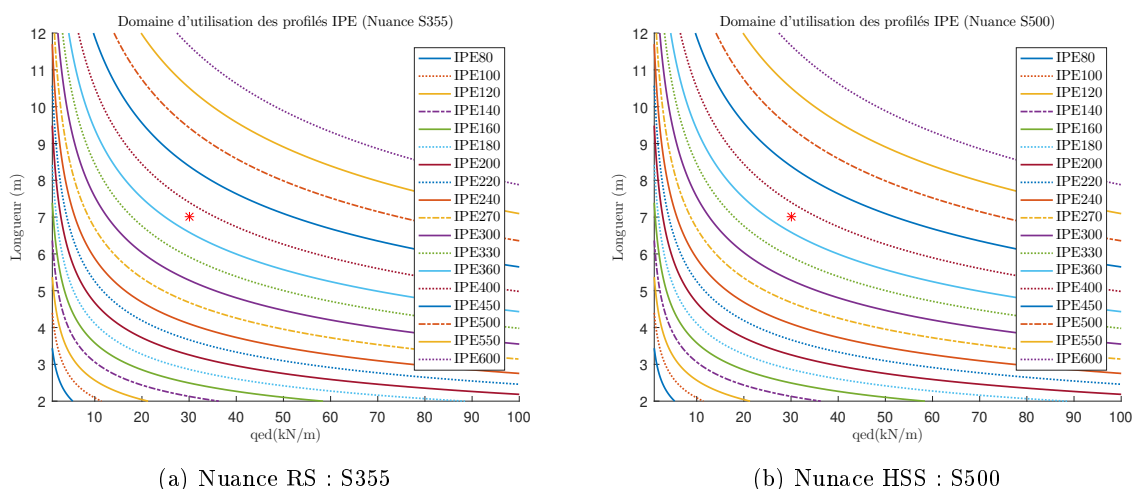 Domaine d'utilisation des profilés IPE (Nuance S355)
12
11
10
9
8
7
6
5
4
3
2
Longueur (m)
10 20 30 40 50 60 70 80 90 100
qed(kN/m)
IPE80
IPE100
IPE120
IPE140
IPE160
IPE180
IPE200
IPE220
IPE240
IPE270
IPE300
IPE330
IPE360
IPE400
IPE450
IPE500
IPE550
IPE600
(a) Nuance RS : S355
Domaine d'utilisation des profilés IPE (Nuance S500)
12
11
10
9
8
7
6
5
4
3
2
Longueur (m)
10 20 30 40 50 60 70 80 90 100
qed(kN/m)
IPE80
IPE100
IPE120
IPE140
IPE160
IPE180
IPE200
IPE220
IPE240
IPE270
IPE300
IPE330
IPE360
IPE400
IPE450
IPE500
IPE550
IPE600
(b) Nunace HSS : S500